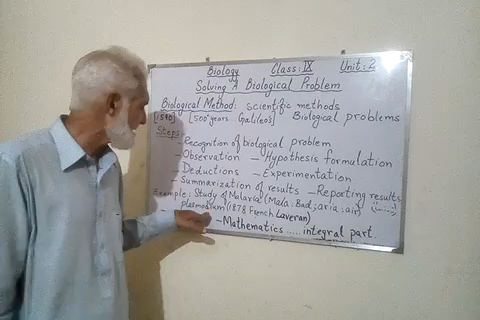 Biology Class: IX Unit: 2
Solving A Biological Problem
Biological Method: scientific methods
[1590] [500 years Galileo's] Biological problems
Steps:
- Recognition of biological problem
- Observation - Hypothesis formulation
- Deductions - Experimentation
- Summarization of results - Reporting results
Example: Study of Malaria (Mala: Bad; aria: air)
- Plasmodium (1878 French Laveran)
- Mathematics ..... integral part